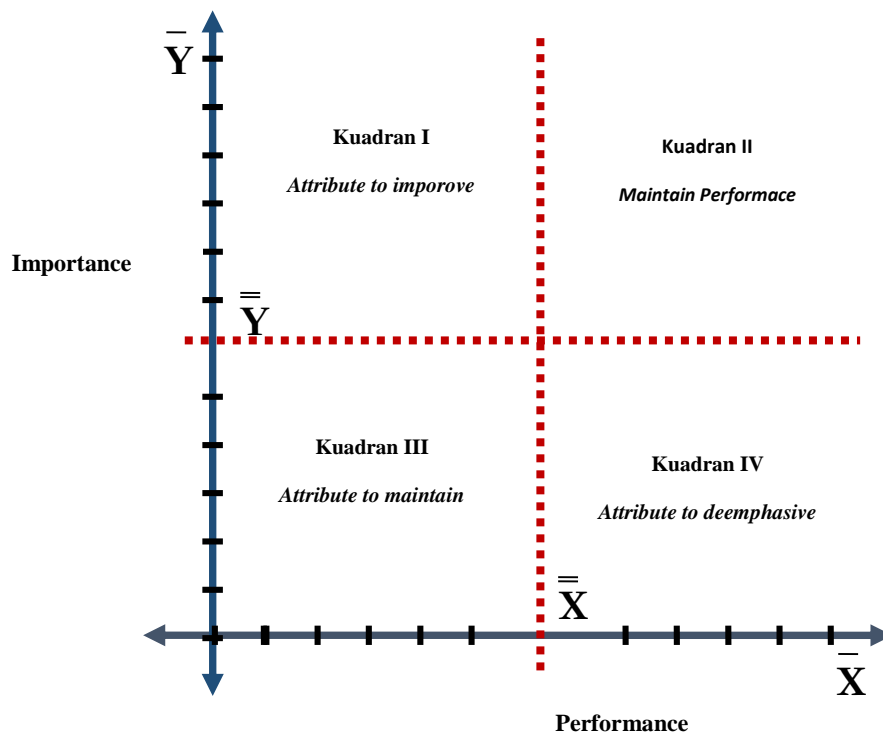 Y̅
Kuadran I
Attribute to imporove
Kuadran II
Maintain Performace
Importance
Y̿
Kuadran III
Attribute to maintain
Kuadran IV
Attribute to deemphasive
X̿
X̅
Performance